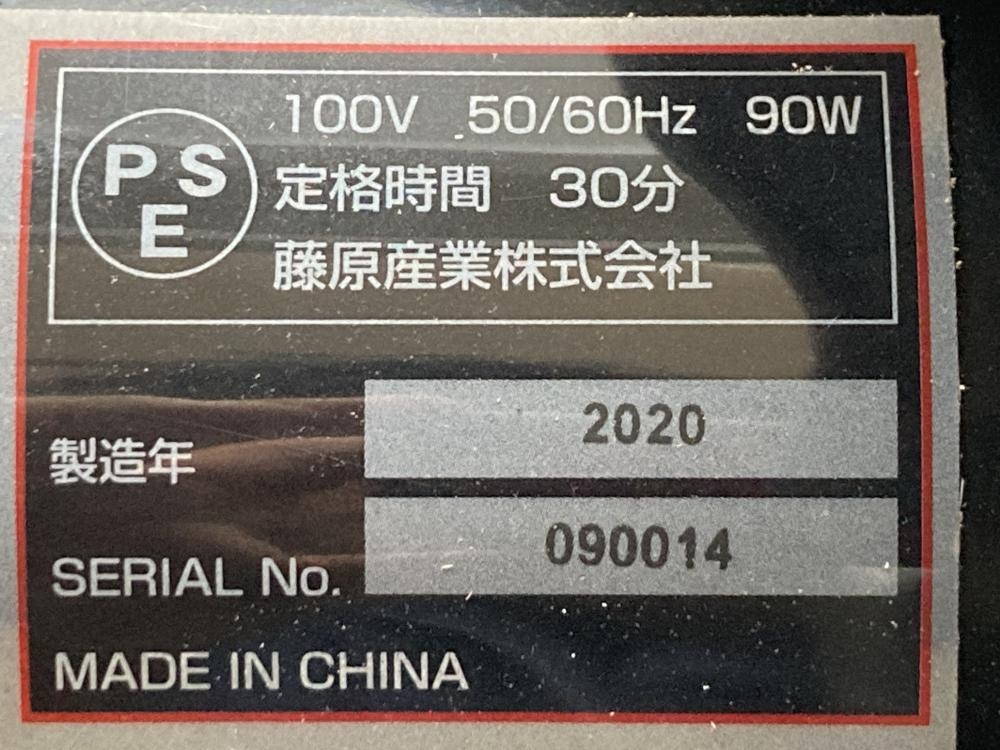 PS
E
100V 50/60Hz 90W
定格時間 30分
藤原産業株式会社
製造年 2020
SERIAL No. 090014
MADE IN CHINA